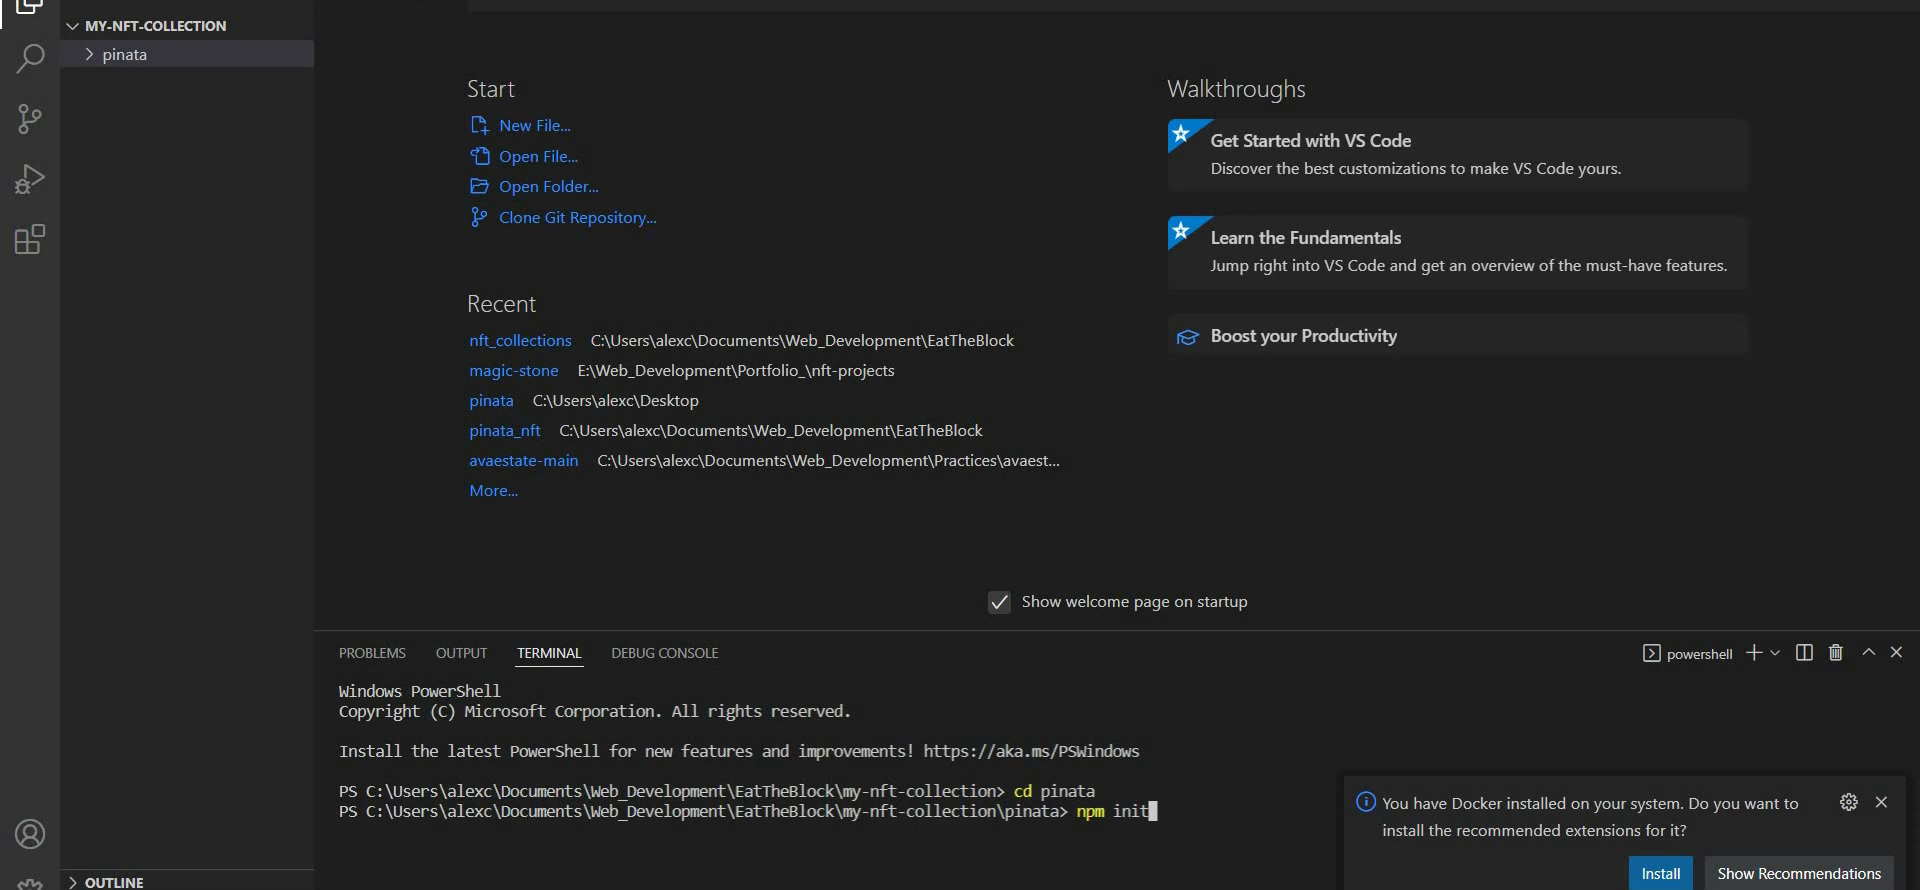 MY-NFT-COLLECTION
pinata
Start
New File...
Open File...
Open Folder...
Clone Git Repository...
Recent
nft_collections C:\Users\alexc\Documents\Web_Development\EatTheBlock
magic-stone E:\Web_Development\Portfolio_\nft-projects
pinata C:\Users\alexc\Desktop
pinata_nft C:\Users\alexc\Documents\Web_Development\EatTheBlock
avaestate-main C:\Users\alexc\Documents\Web_Development\Practices\avaest...
More...
Walkthroughs
Get Started with VS Code
Discover the best customizations to make VS Code yours.
Learn the Fundamentals
Jump right into VS Code and get an overview of the must-have features.
Boost your Productivity
Show welcome page on startup
PROBLEMS OUTPUT TERMINAL DEBUG CONSOLE
powershell
Windows PowerShell
Copyright (C) Microsoft Corporation. All rights reserved.
Install the latest PowerShell for new features and improvements! https://aka.ms/PSWindows
PS C:\Users\alexc\Documents\Web_Development\EatTheBlock\my-nft-collection> cd pinata
PS C:\Users\alexc\Documents\Web_Development\EatTheBlock\my-nft-collection\pinata> npm init
You have Docker installed on your system. Do you want to
install the recommended extensions for it?
Install
Show Recommendations
OUTLINE